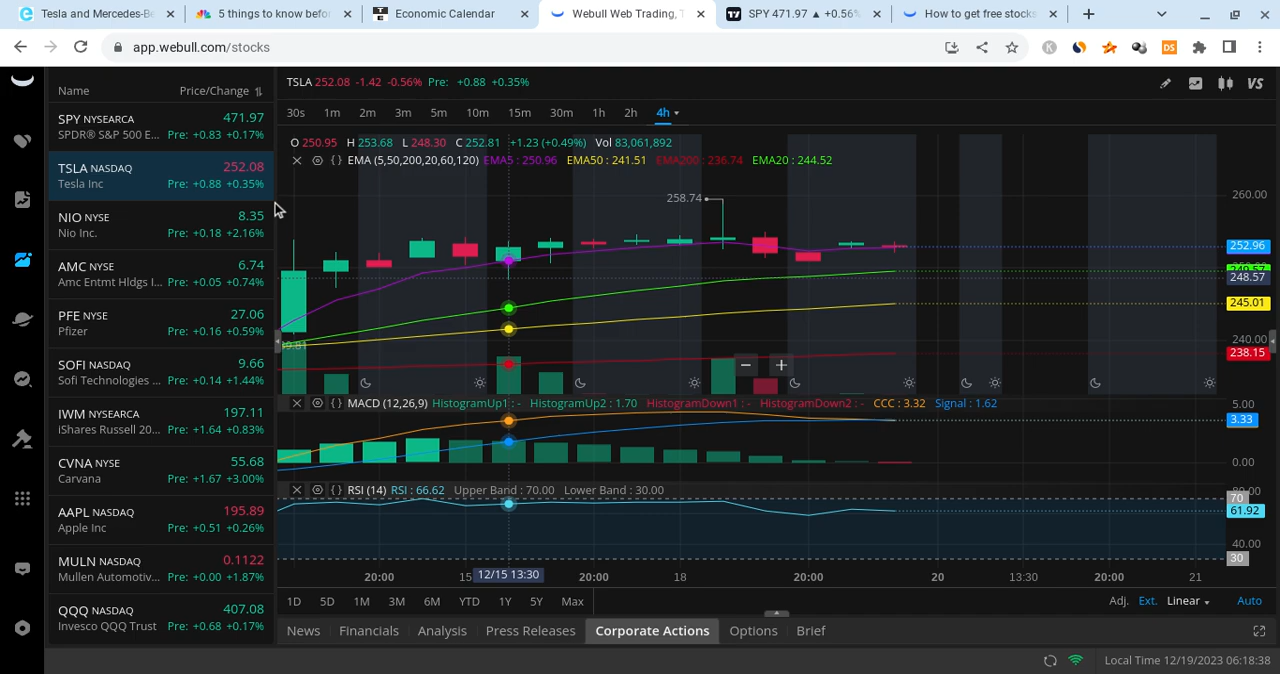 Tesla and Mercedes-Be
5 things to know befor
Economic Calendar
Webull Web Trading, T
SPY 471.97 ▲ +0.56%
How to get free stocks
app.webull.com/stocks
Name Price/Change
SPY NYSEARCA 471.97
SPDR® S&P 500 E... Pre: +0.83 +0.17%
TSLA NASDAQ 252.08
Tesla Inc Pre: +0.88 +0.35%
NIO NYSE 8.35
Nio Inc. Pre: +0.18 +2.16%
AMC NYSE 6.74
Amc Entmt Hldgs I... Pre: +0.05 +0.74%
PFE NYSE 27.06
Pfizer Pre: +0.16 +0.59%
SOFI NASDAQ 9.66
Sofi Technologies ... Pre: +0.14 +1.44%
IWM NYSEARCA 197.11
iShares Russell 20... Pre: +1.64 +0.83%
CVNA NYSE 55.68
Carvana Pre: +1.67 +3.00%
AAPL NASDAQ 195.89
Apple Inc Pre: +0.51 +0.26%
MULN NASDAQ 0.1122
Mullen Automotiv... Pre: +0.00 +1.87%
QQQ NASDAQ 407.08
Invesco QQQ Trust Pre: +0.68 +0.17%
TSLA 252.08 -1.42 -0.56% Pre: +0.88 +0.35%
VS
30s 1m 2m 3m 5m 10m 15m 30m 1h 2h 4h
O 250.95 H 253.68 L 248.30 C 252.81 +1.23 (+0.49%) Vol 83,061,892
EMA (5,50,200,20,60,120) EMA5 : 250.96 EMA50 : 241.51 EMA200 : 236.74 EMA20 : 244.52
258.74
260.00
252.96
248.57
245.01
240.00
238.15
MACD (12,26,9) HistogramUp1 : - HistogramUp2 : 1.70 HistogramDown1 : - HistogramDown2 : - CCC : 3.32 Signal : 1.62
5.00
3.33
0.00
RSI (14) RSI : 66.62 Upper Band : 70.00 Lower Band : 30.00
70
61.92
40.00
30
20:00 15 12/15 13:30 20:00 18 20:00 20 13:30 20:00 21
1D 5D 1M 3M 6M YTD 1Y 5Y Max Adj. Ext. Linear Auto
News Financials Analysis Press Releases Corporate Actions Options Brief
Local Time 12/19/2023 06:18:38